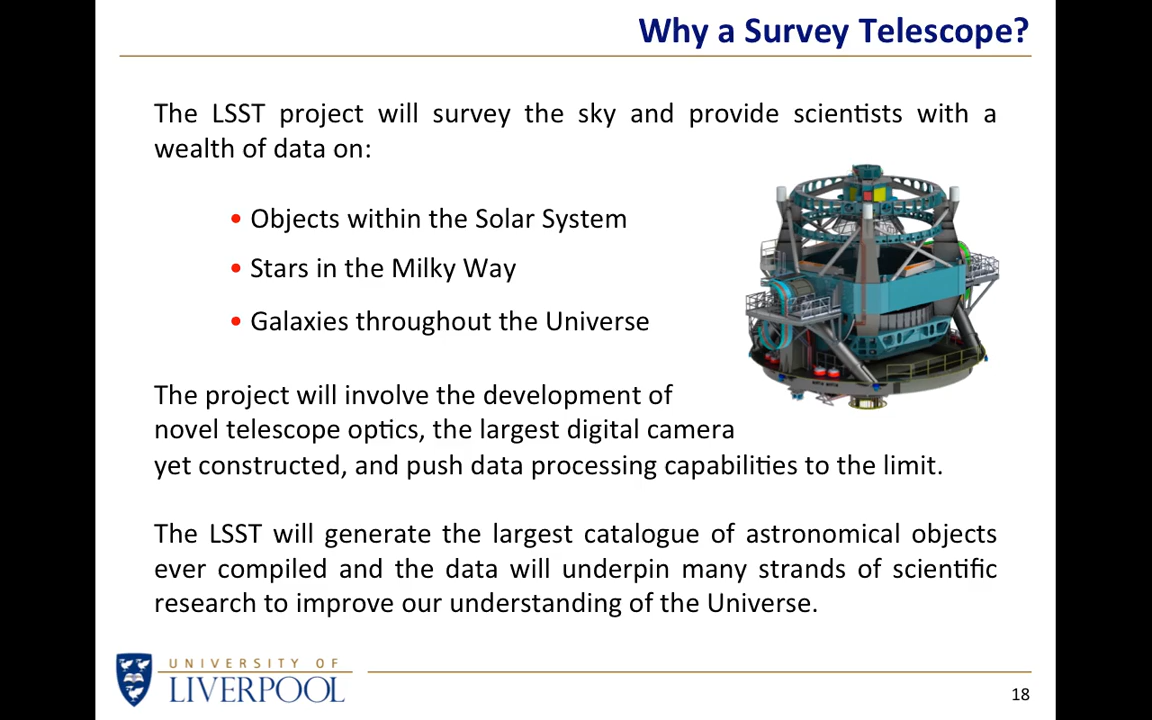 Why a Survey Telescope?
The LSST project will survey the sky and provide scientists with a
wealth of data on:
• Objects within the Solar System
• Stars in the Milky Way
• Galaxies throughout the Universe
The project will involve the development of
novel telescope optics, the largest digital camera
yet constructed, and push data processing capabilities to the limit.
The LSST will generate the largest catalogue of astronomical objects
ever compiled and the data will underpin many strands of scientific
research to improve our understanding of the Universe.
UNIVERSITY OF
LIVERPOOL
18